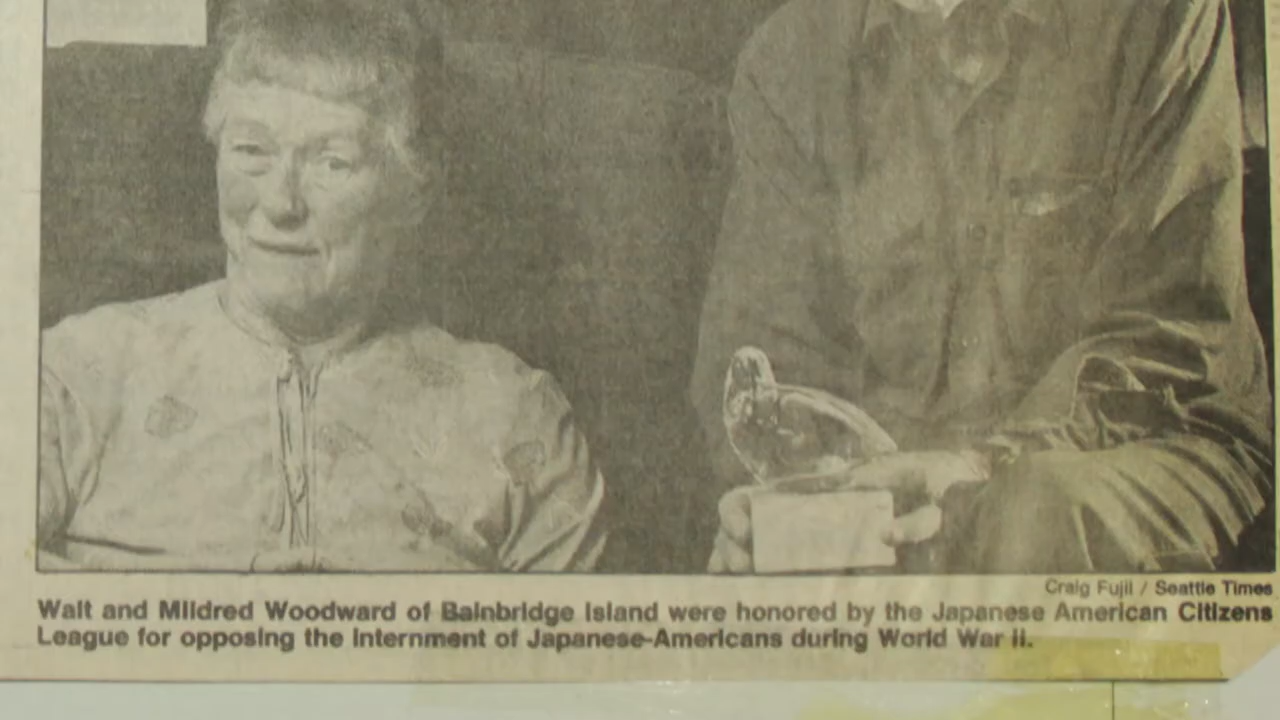 Craig Fujii / Seattle Times
Walt and Mildred Woodward of Bainbridge Island were honored by the Japanese American Citizens
League for opposing the internment of Japanese-Americans during World War II.